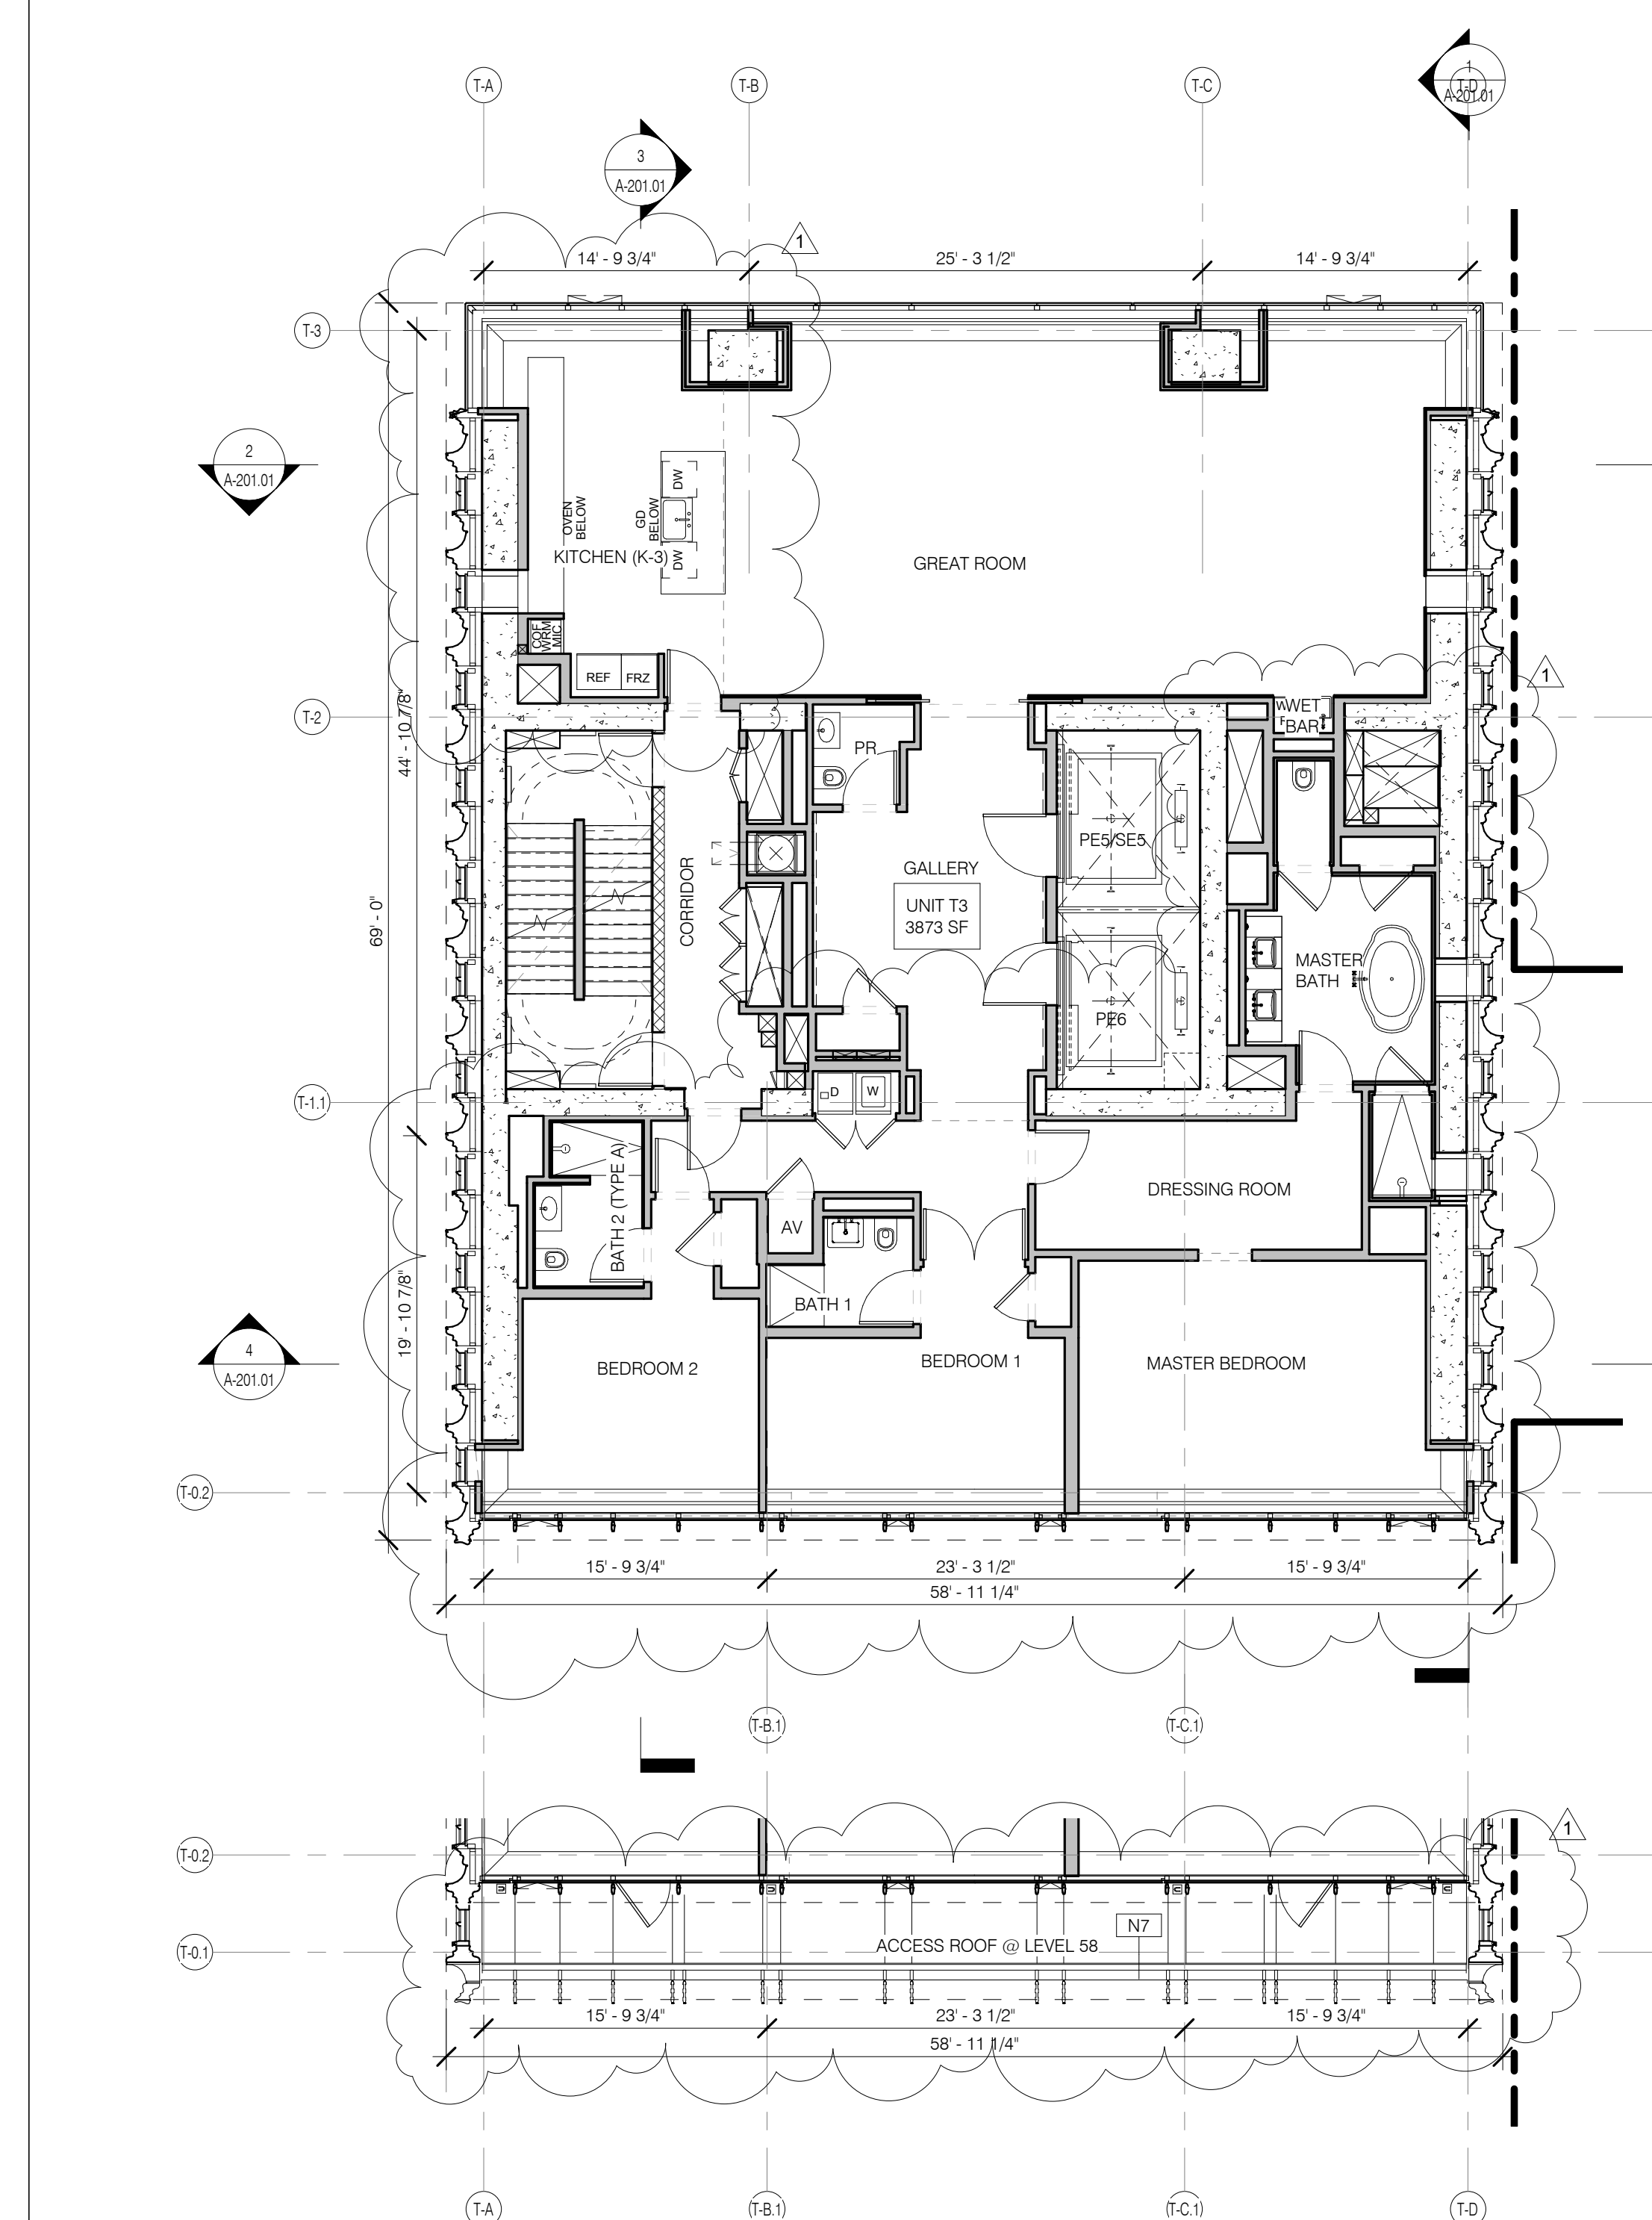 T-A
T-B
T-C
1
T-D
A-201.01
3
A-201.01
1
14' - 9 3/4"
25' - 3 1/2"
14' - 9 3/4"
T-3
2
A-201.01
DW
OVEN
BELOW
GD
BELOW
DW
KITCHEN (K-3)
GREAT ROOM
COF
WRM
MIC.
REF
FRZ
1
T-2
WET
BAR
44' - 10 7/8"
PR
PE5/SE5
GALLERY
UNIT T3
3873 SF
69' - 0"
CORRIDOR
MASTER
BATH
PE6
T-1.1
D
W
BATH 2 (TYPE A)
DRESSING ROOM
AV
19' - 10 7/8"
BATH 1
4
A-201.01
BEDROOM 2
BEDROOM 1
MASTER BEDROOM
T-0.2
15' - 9 3/4"
23' - 3 1/2"
15' - 9 3/4"
58' - 11 1/4"
T-B.1
T-C.1
1
T-0.2
N7
T-0.1
ACCESS ROOF @ LEVEL 58
15' - 9 3/4"
23' - 3 1/2"
15' - 9 3/4"
58' - 11 1/4"
T-A
T-B.1
T-C.1
T-D